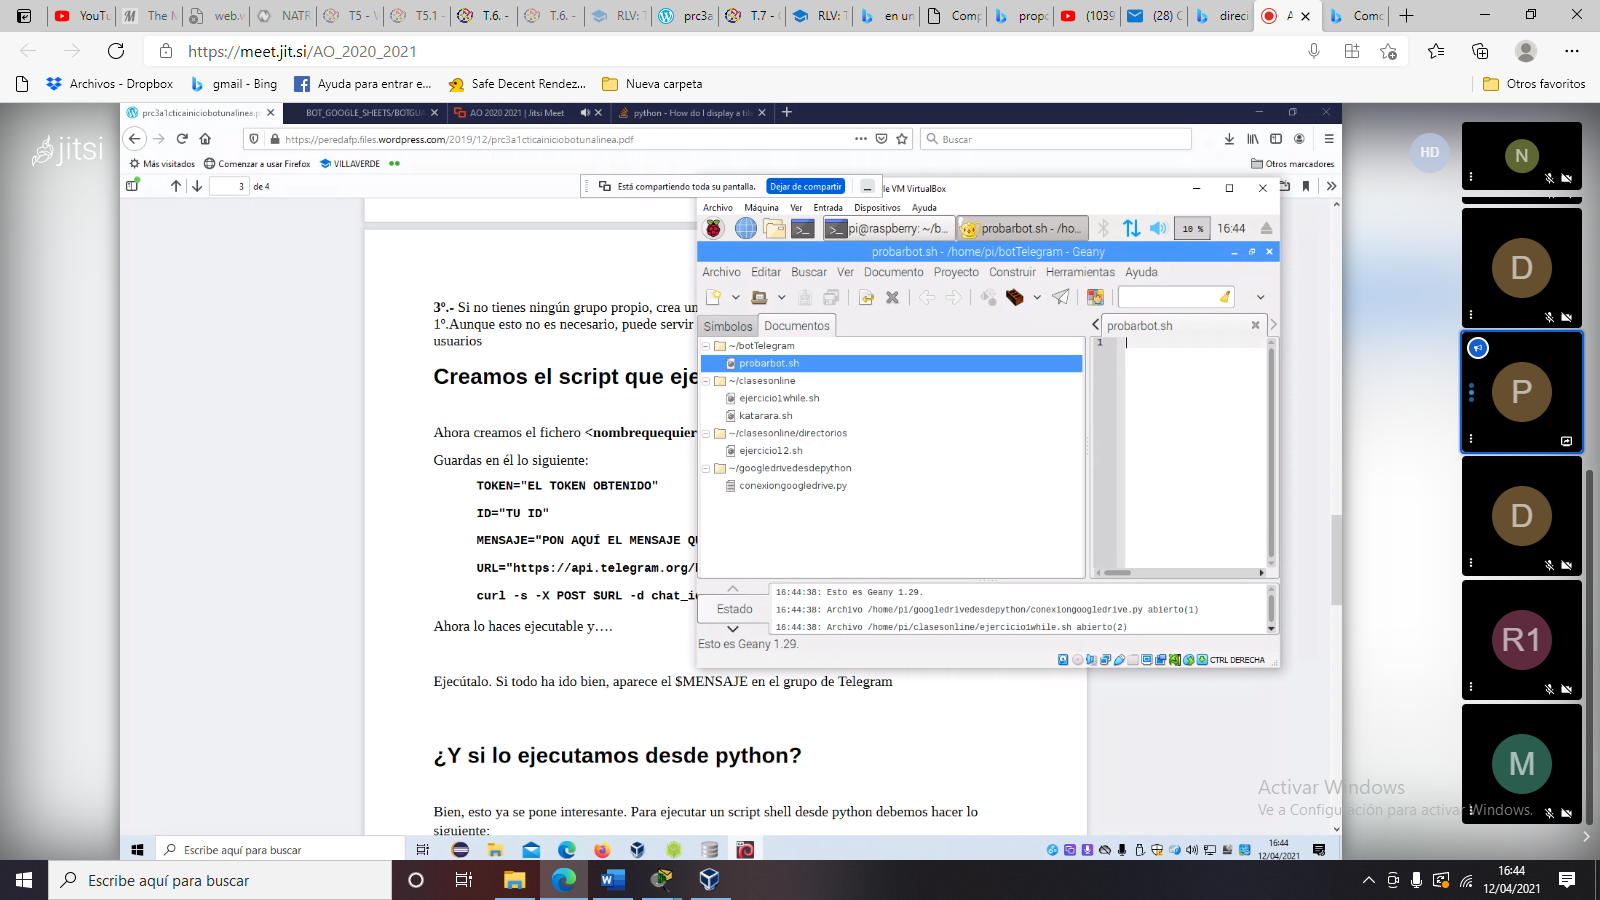 YouTu
The M
web.v
NATR
T5 - \
T5.1 -
T.6. -
T.6. -
RLV: T
prc3a
T.7 - 
RLV: T
en un
Comp
propo
(1039
(28) C
direci
A
Comc
https://meet.jit.si/AO_2020_2021
Archivos - Dropbox
gmail - Bing
Ayuda para entrar e...
Safe Decent Rendez...
Nueva carpeta
Otros favoritos
jitsi
prc3a1cticainiciobotunalinea.p
BOT_GOOGLE_SHEETS/BOTGUA
AO 2020 2021 | Jitsi Meet
python - How do I display a tile
https://peredafp.files.wordpress.com/2019/12/prc3a1cticainiciobotunalinea.pdf
Buscar
Más visitados
Comenzar a usar Firefox
VILLAVERDE
Otros marcadores
3
de 4
Está compartiendo toda su pantalla.
Dejar de compartir
le VM VirtualBox
Archivo Máquina Ver Entrada Dispositivos Ayuda
pi@raspberry: ~/b...
probarbot.sh - /ho...
10 %
16:44
probarbot.sh - /home/pi/botTelegram - Geany
Archivo Editar Buscar Ver Documento Proyecto Construir Herramientas Ayuda
Símbolos
Documentos
probarbot.sh
~/botTelegram
probarbot.sh
~/clasesonline
ejercicio1while.sh
katarara.sh
~/clasesonline/directorios
ejercicio12.sh
~/googledrivedesdepython
conexiongoogledrive.py
1
Estado
16:44:38: Esto es Geany 1.29.
16:44:38: Archivo /home/pi/googledrivedesdepython/conexiongoogledrive.py abierto(1)
16:44:38: Archivo /home/pi/clasesonline/ejercicio1while.sh abierto(2)
Esto es Geany 1.29.
CTRL DERECHA
3º.- Si no tienes ningún grupo propio, crea un
1º.Aunque esto no es necesario, puede servir
usuarios
Creamos el script que eje
Ahora creamos el fichero <nombrequequier
Guardas en él lo siguiente:
TOKEN="EL TOKEN OBTENIDO"
ID="TU ID"
MENSAJE="PON AQUÍ EL MENSAJE QU
URL="https://api.telegram.org/b
curl -s -X POST $URL -d chat_id
Ahora lo haces ejecutable y….
Ejecútalo. Si todo ha ido bien, aparece el $MENSAJE en el grupo de Telegram
¿Y si lo ejecutamos desde python?
Bien, esto ya se pone interesante. Para ejecutar un script shell desde python debemos hacer lo
siguiente:
HD
N
D
P
D
R1
M
Activar Windows
Ve a Configuración para activar Windows.
Escribe aquí para buscar
16:44
12/04/2021
Escribe aquí para buscar
16:44
12/04/2021